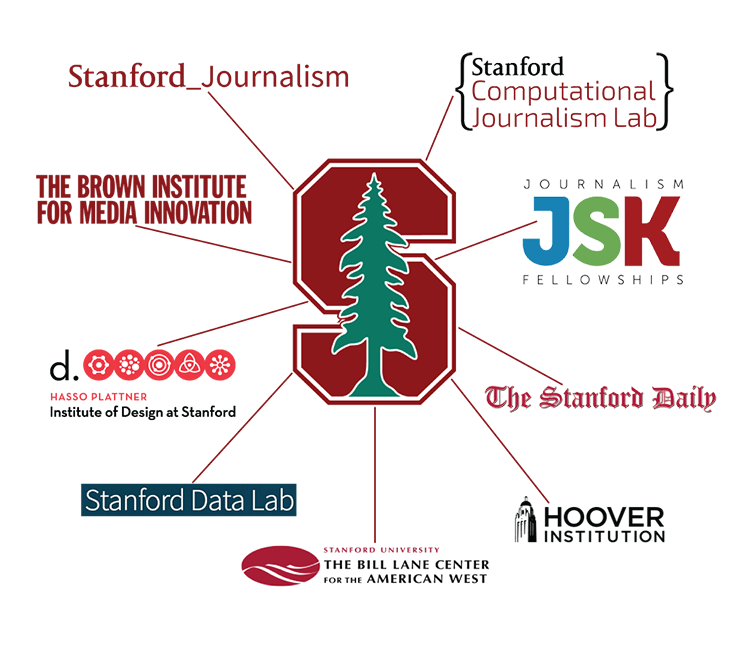 Stanford_Journalism
{Stanford
Computational
Journalism Lab}
THE BROWN INSTITUTE
FOR MEDIA INNOVATION
JOURNALISM
JSK
FELLOWSHIPS
d.
HASSO PLATTNER
Institute of Design at Stanford
The Stanford Daily
Stanford Data Lab
HOOVER
INSTITUTION
STANFORD UNIVERSITY
THE BILL LANE CENTER
FOR THE AMERICAN WEST